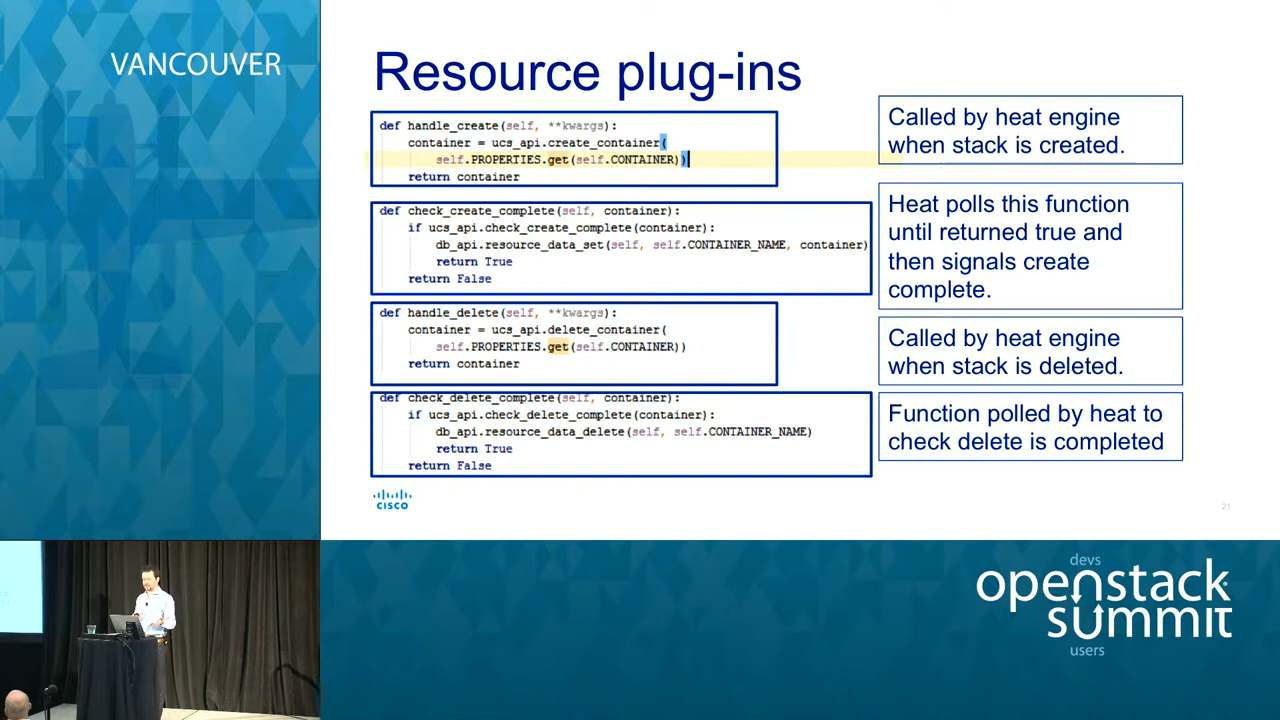 VANCOUVER
Resource plug-ins
def handle_create(self, **kwargs):
container = ucs_api.create_container(
self.PROPERTIES.get(self.CONTAINER))
return container
Called by heat engine
when stack is created.
def check_create_complete(self, container):
if ucs_api.check_create_complete(container):
db_api.resource_data_set(self, self.CONTAINER_NAME, container)
return True
return False
Heat polls this function
until returned true and
then signals create
complete.
def handle_delete(self, **kwargs):
container = ucs_api.delete_container(
self.PROPERTIES.get(self.CONTAINER))
return container
Called by heat engine
when stack is deleted.
def check_delete_complete(self, container):
if ucs_api.check_delete_complete(container):
db_api.resource_data_delete(self, self.CONTAINER_NAME)
return True
return False
Function polled by heat to
check delete is completed
CISCO
21
devs
openstack
summit
users